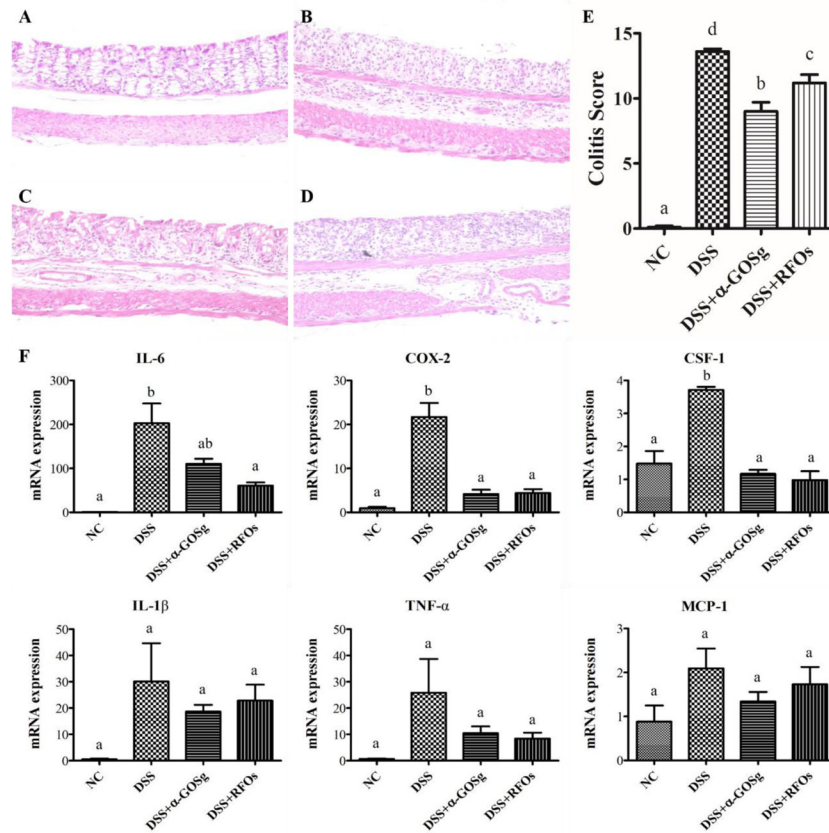 A
B
C
D
E
Colitis Score
15
10
5
0
a
d
b
c
NC
DSS
DSS+α-GOSg
DSS+RFOs
F
IL-6
mRNA expression
300
200
100
0
a
b
ab
a
NC
DSS
DSS+α-GOSg
DSS+RFOs
COX-2
mRNA expression
30
20
10
0
a
b
a
a
NC
DSS
DSS+α-GOSg
DSS+RFOs
CSF-1
mRNA expression
4
3
2
1
0
a
b
a
a
NC
DSS
DSS+α-GOSg
DSS+RFOs
IL-1β
mRNA expression
50
40
30
20
10
0
a
a
a
a
NC
DSS
DSS+α-GOSg
DSS+RFOs
TNF-α
mRNA expression
50
40
30
20
10
0
a
a
a
a
NC
DSS
DSS+α-GOSg
DSS+RFOs
MCP-1
mRNA expression
3
2
1
0
a
a
a
a
NC
DSS
DSS+α-GOSg
DSS+RFOs